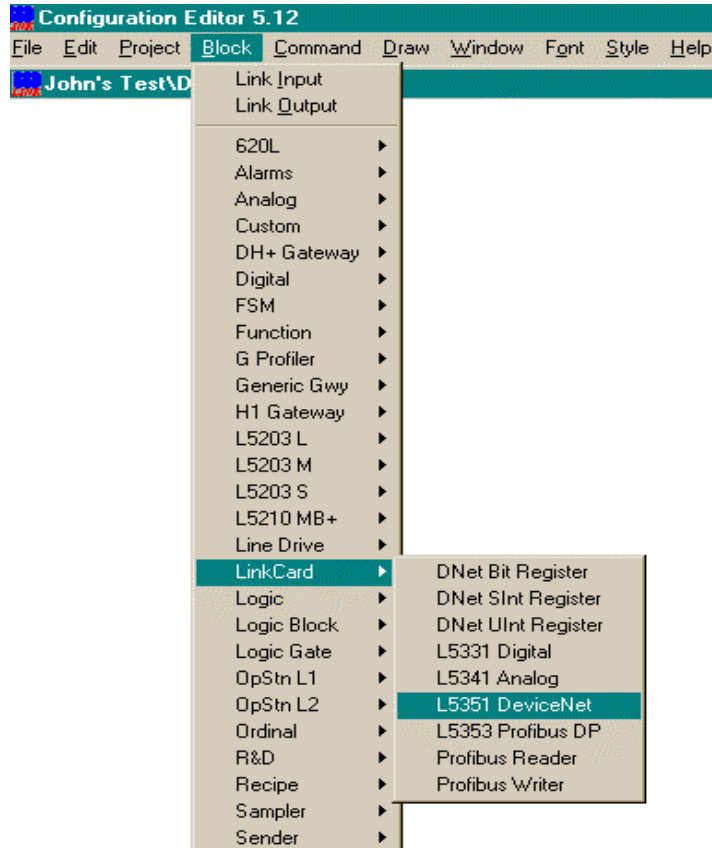 Configuration Editor 5.12
File Edit Project Block Command Draw Window Font Style Help
John's Test\D
Link Input
Link Output
620L
Alarms
Analog
Custom
DH+ Gateway
Digital
FSM
Function
G Profiler
Generic Gwy
H1 Gateway
L5203 L
L5203 M
L5203 S
L5210 MB+
Line Drive
LinkCard
Logic
Logic Block
Logic Gate
OpStn L1
OpStn L2
Ordinal
R&D
Recipe
Sampler
Sender
DNet Bit Register
DNet SInt Register
DNet UInt Register
L5331 Digital
L5341 Analog
L5351 DeviceNet
L5353 Profibus DP
Profibus Reader
Profibus Writer